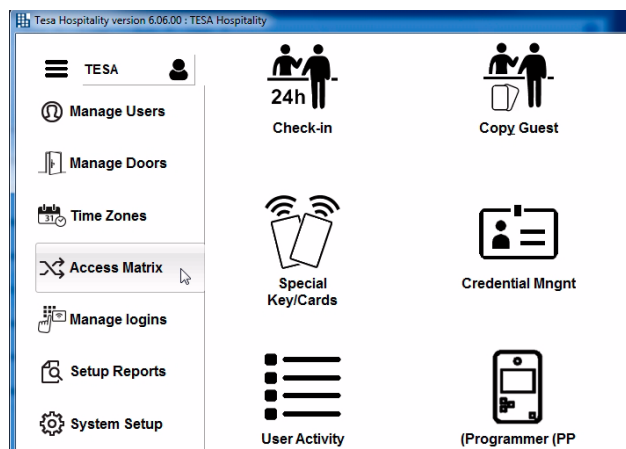 Tesa Hospitality version 6.06.00 : TESA Hospitality
TESA
Manage Users
Manage Doors
Time Zones
31
Access Matrix
Manage logins
Setup Reports
System Setup
24h
Check-in
Copy Guest
Special
Key/Cards
Credential Mngnt
User Activity
(Programmer (PP